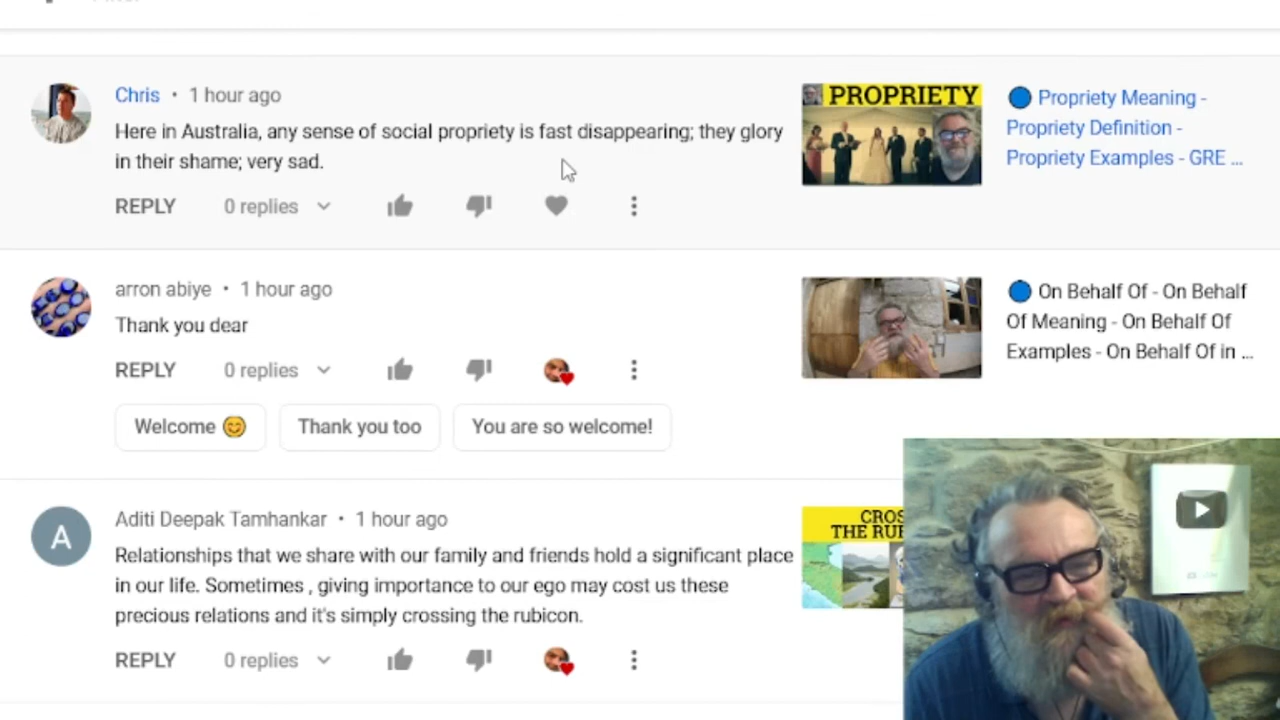 Chris • 1 hour ago
Here in Australia, any sense of social propriety is fast disappearing; they glory
in their shame; very sad.
REPLY 0 replies
PROPRIETY
Propriety Meaning -
Propriety Definition -
Propriety Examples - GRE ...
arron abiye • 1 hour ago
Thank you dear
REPLY 0 replies
Welcome 😊 Thank you too You are so welcome!
On Behalf Of - On Behalf
Of Meaning - On Behalf Of
Examples - On Behalf Of in ...
A
Aditi Deepak Tamhankar • 1 hour ago
Relationships that we share with our family and friends hold a significant place
in our life. Sometimes , giving importance to our ego may cost us these
precious relations and it's simply crossing the rubicon.
REPLY 0 replies
CROS
THE RU